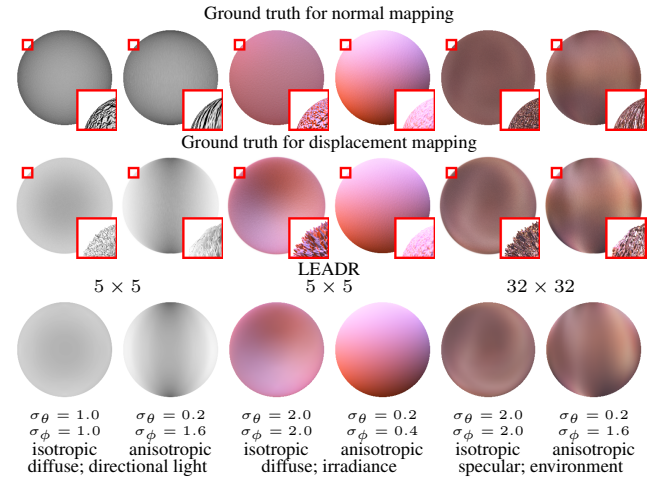 Ground truth for normal mapping
Ground truth for displacement mapping
LEADR
5 × 5 5 × 5 32 × 32
σθ = 1.0 σθ = 0.2 σθ = 2.0 σθ = 0.2 σθ = 2.0 σθ = 0.2
σϕ = 1.0 σϕ = 1.6 σϕ = 2.0 σϕ = 0.4 σϕ = 2.0 σϕ = 1.6
isotropic anisotropic isotropic anisotropic isotropic anisotropic
diffuse; directional light diffuse; irradiance specular; environment